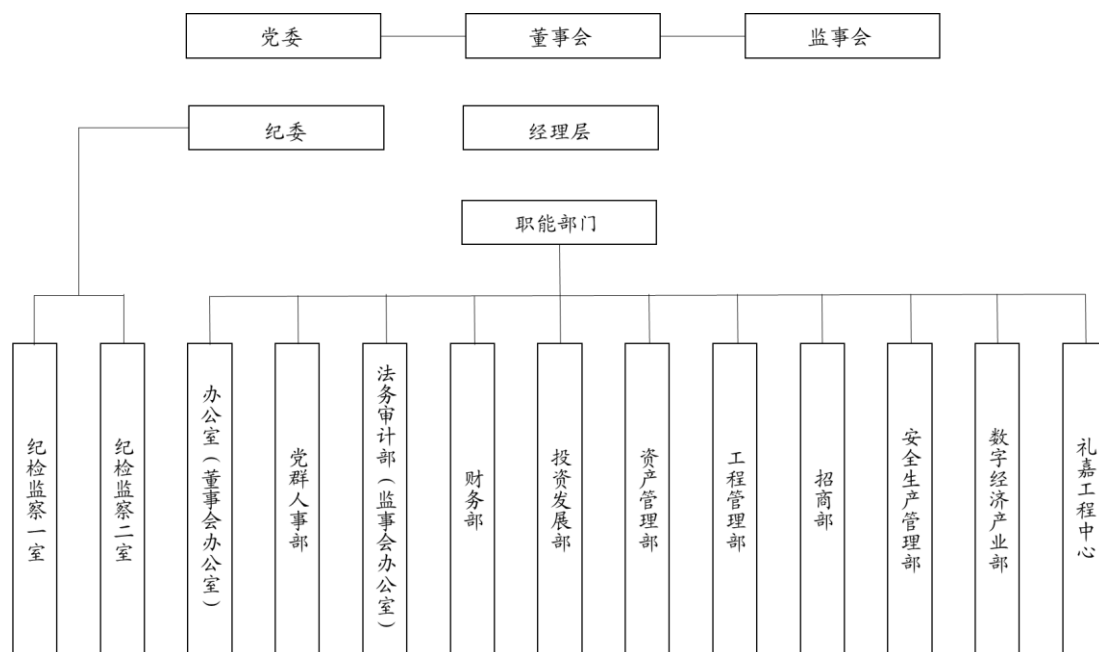 党委
董事会
监事会
纪委
经理层
职能部门
纪检监察一室
纪检监察二室
办公室（董事会办公室）
党群人事部
法务审计部（监事会办公室）
财务部
投资发展部
资产管理部
工程管理部
招商部
安全生产管理部
数字经济产业部
礼嘉工程中心